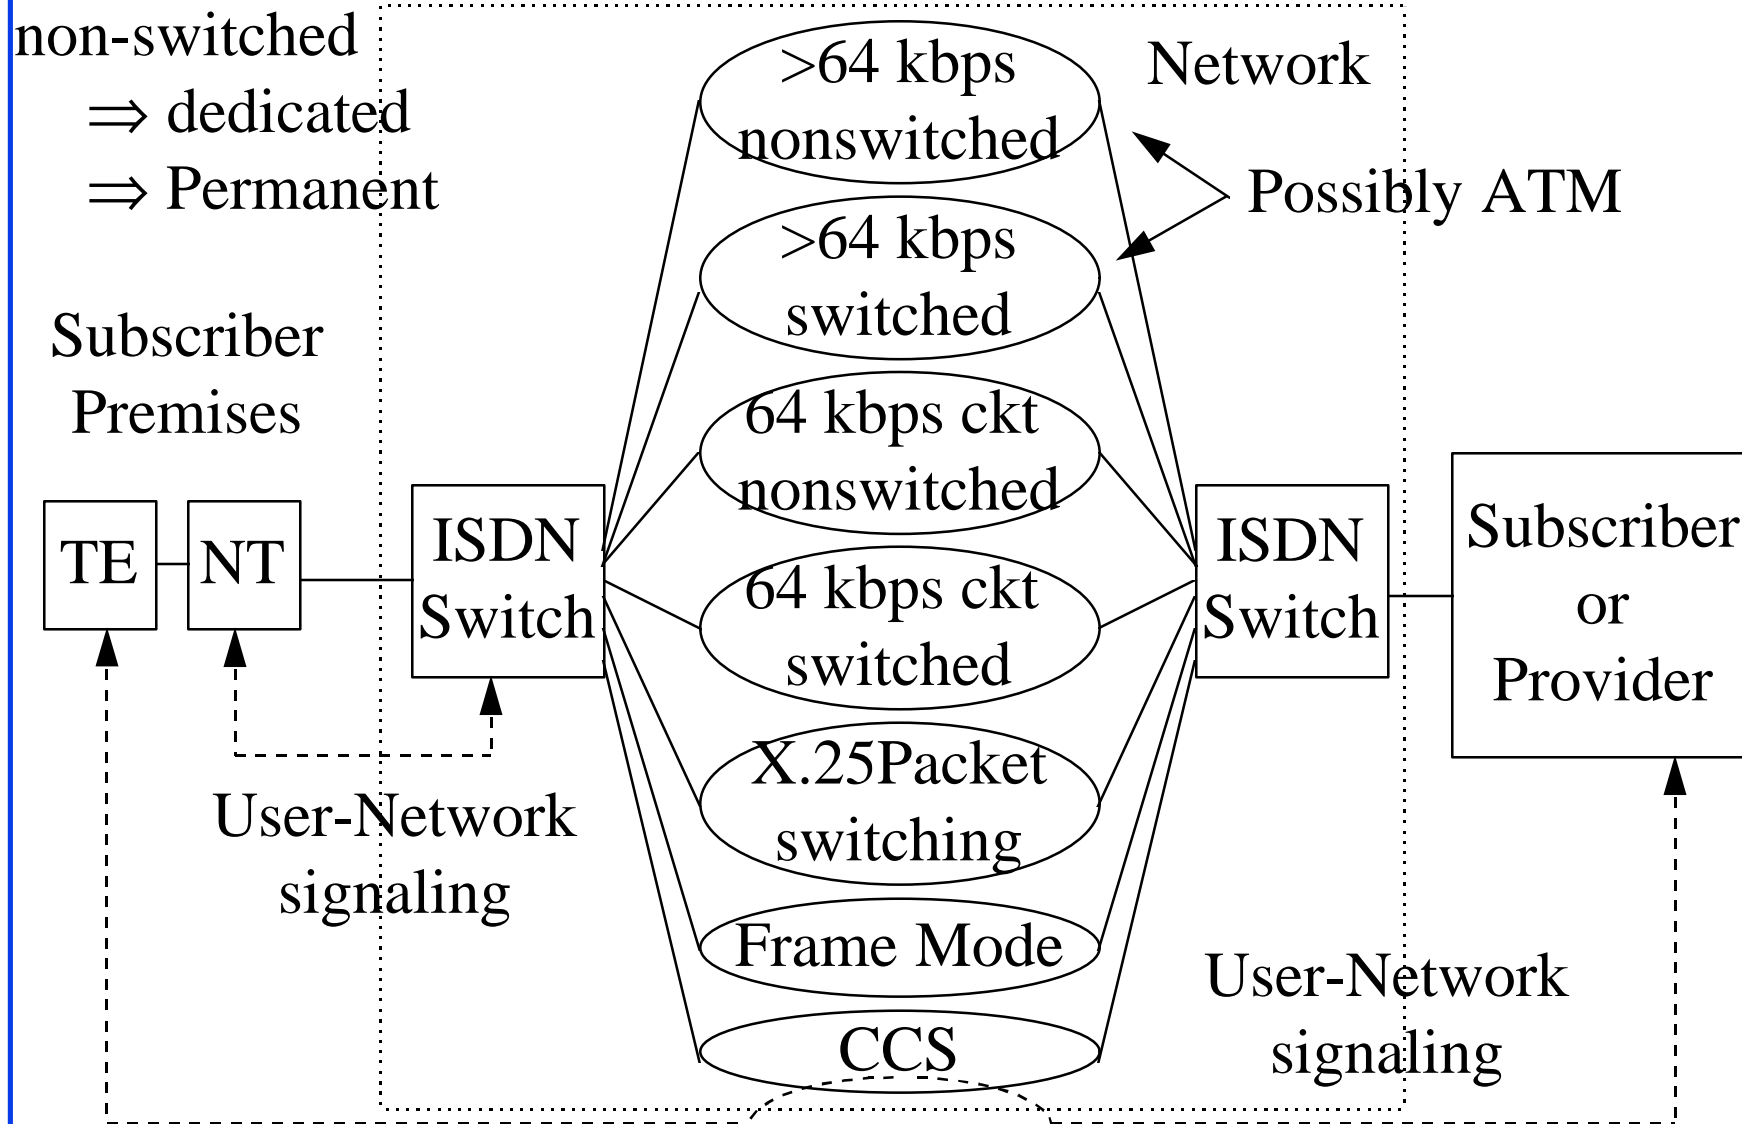 non-switched
⇒ dedicated
⇒ Permanent
>64 kbps
nonswitched
Network
Possibly ATM
>64 kbps
switched
Subscriber
Premises
64 kbps ckt
nonswitched
TE
NT
ISDN
Switch
64 kbps ckt
switched
ISDN
Switch
Subscriber
or
Provider
X.25Packet
switching
User-Network
signaling
Frame Mode
User-Network
signaling
CCS